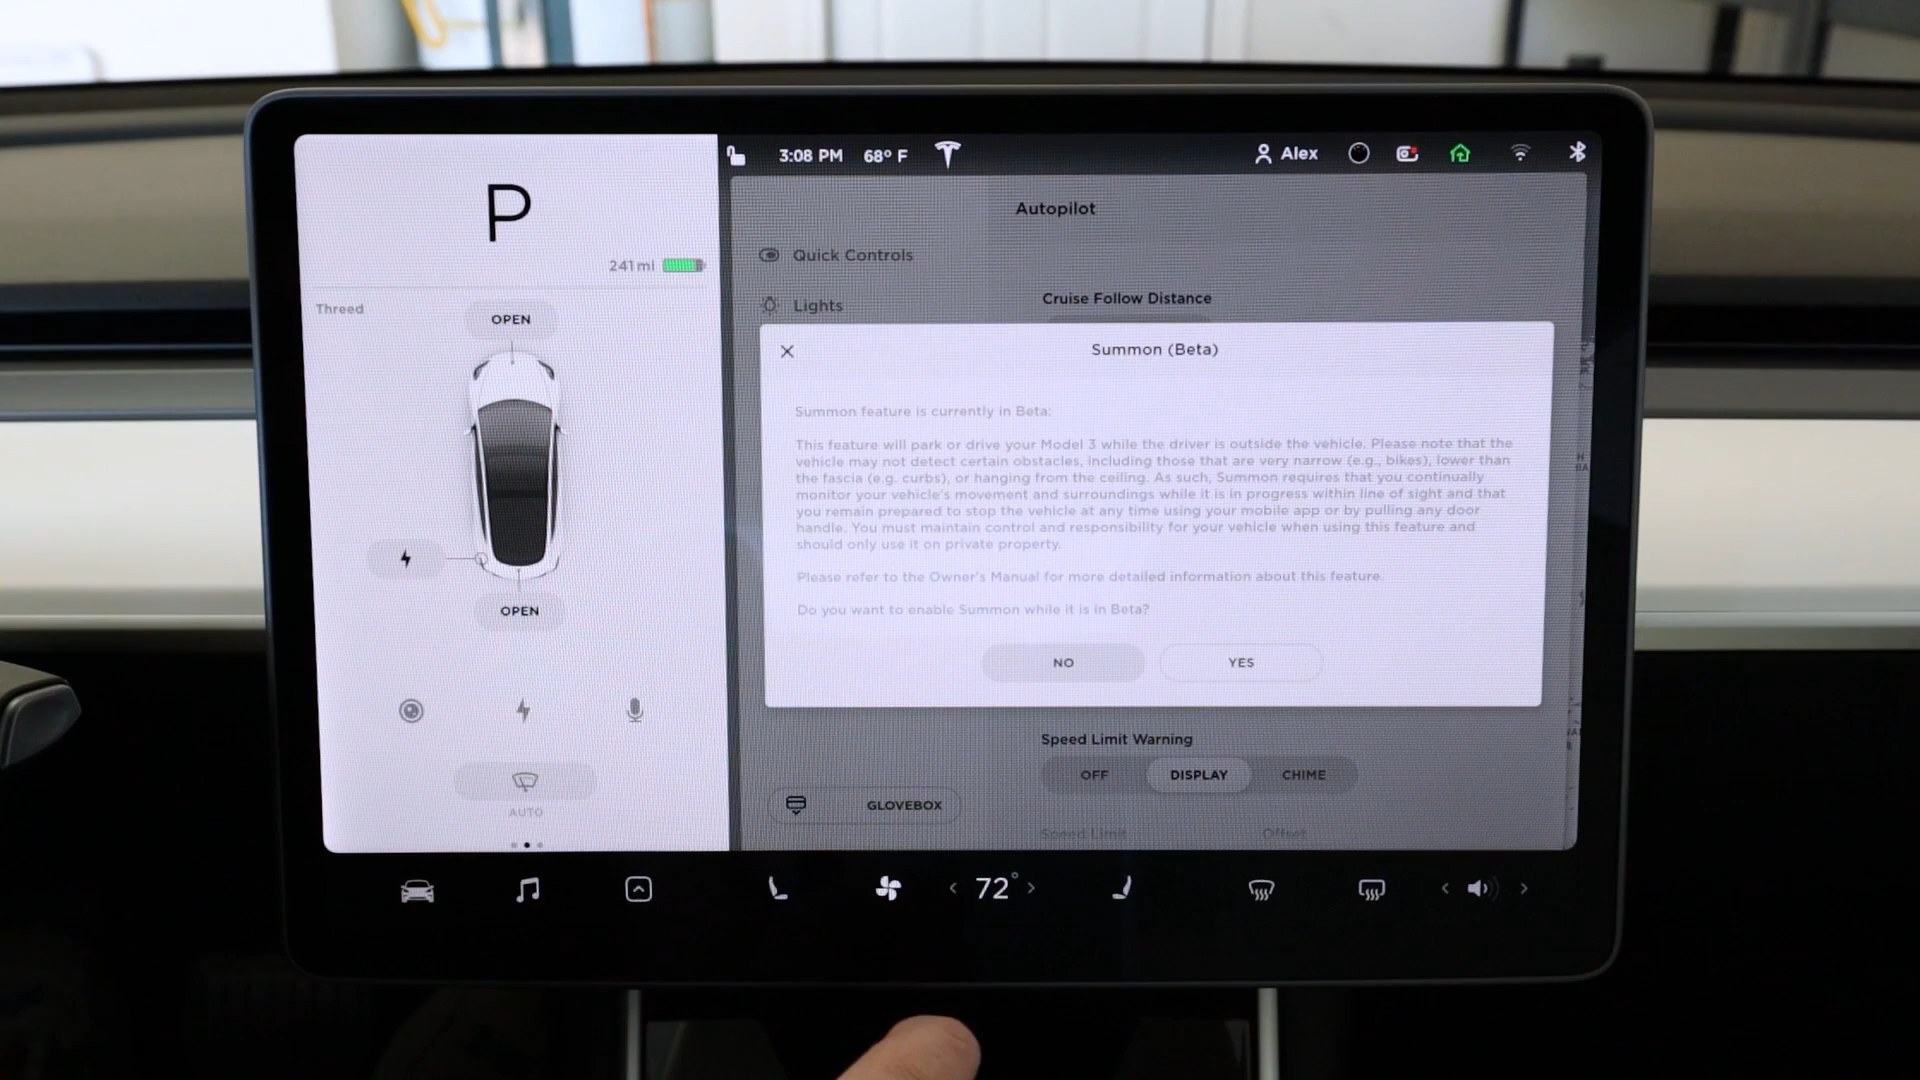 P
241 mi
Threed
OPEN
OPEN
AUTO
3:08 PM 68° F
Alex
Autopilot
Quick Controls
Lights
Cruise Follow Distance
Summon (Beta)
Summon feature is currently in Beta:
This feature will park or drive your Model 3 while the driver is outside the vehicle. Please note that the
vehicle may not detect certain obstacles, including those that are very narrow (e.g., bikes), lower than
the fascia (e.g. curbs), or hanging from the ceiling. As such, Summon requires that you continually
monitor your vehicle's movement and surroundings while it is in progress within line of sight and that
you remain prepared to stop the vehicle at any time using your mobile app or by pulling any door
handle. You must maintain control and responsibility for your vehicle when using this feature and
should only use it on private property.
Please refer to the Owner's Manual for more detailed information about this feature.
Do you want to enable Summon while it is in Beta?
NO YES
Speed Limit Warning
OFF DISPLAY CHIME
GLOVEBOX
Speed Limit Offset
72°